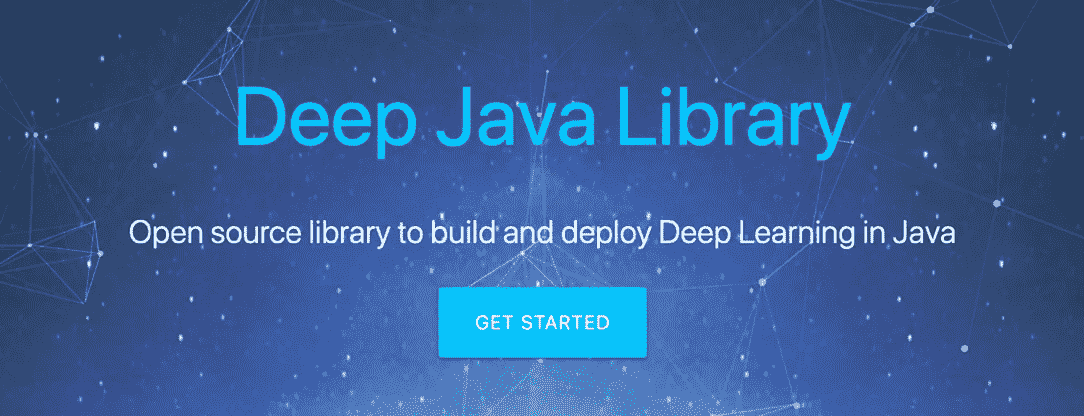 Deep Java Library
Open source library to build and deploy Deep Learning in Java
GET STARTED